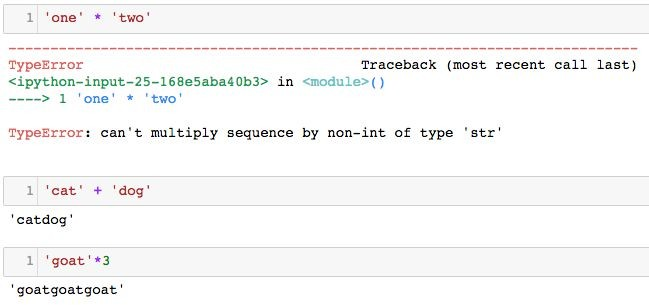 1 'one' * 'two'
---------------------------------------------------------------------------
TypeError Traceback (most recent call last)
<ipython-input-25-168e5aba40b3> in <module>()
----> 1 'one' * 'two'
TypeError: can't multiply sequence by non-int of type 'str'
1 'cat' + 'dog'
'catdog'
1 'goat'*3
'goatgoatgoat'